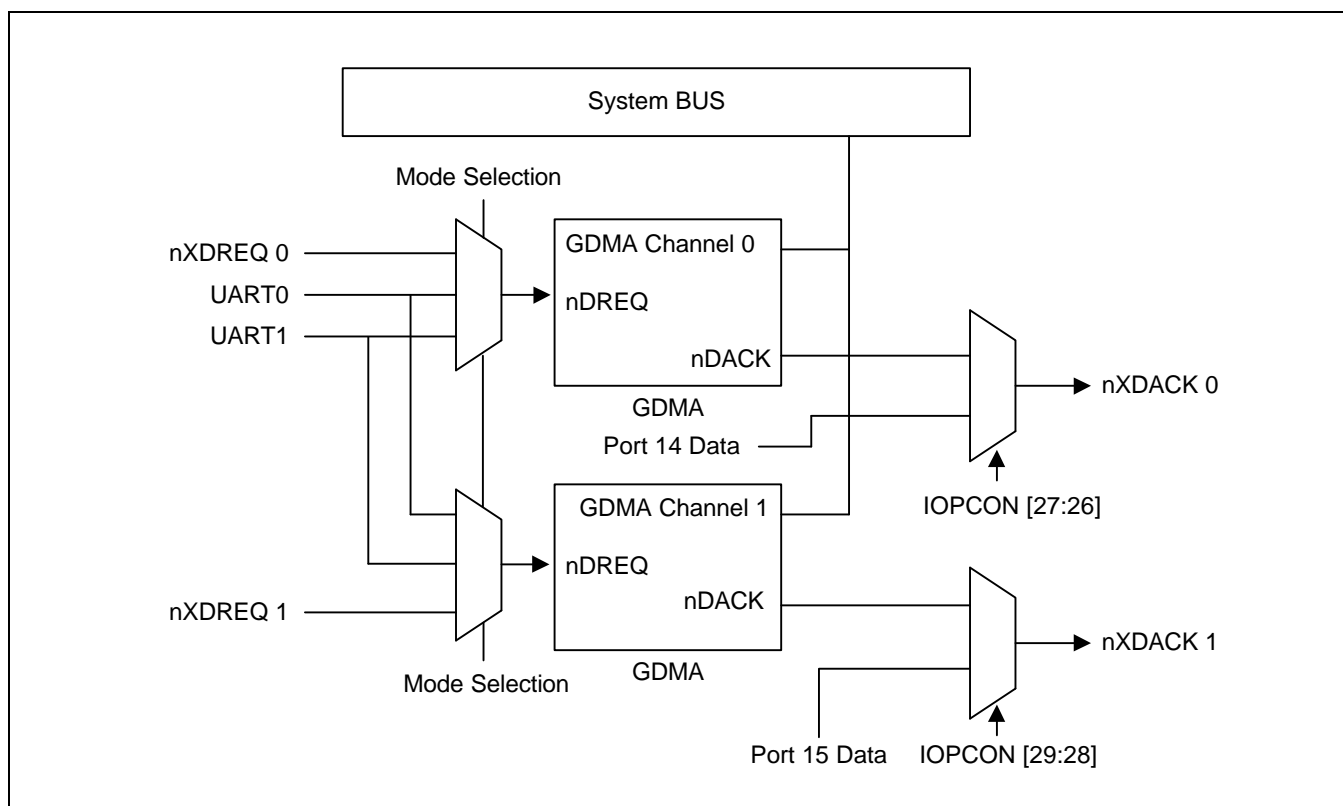 System BUS
Mode Selection
nXDREQ 0
UART0
UART1
GDMA Channel 0
nDREQ
nDACK
GDMA
Port 14 Data
nXDACK 0
IOPCON [27:26]
GDMA Channel 1
nDREQ
nDACK
GDMA
nXDREQ 1
Mode Selection
nXDACK 1
Port 15 Data
IOPCON [29:28]